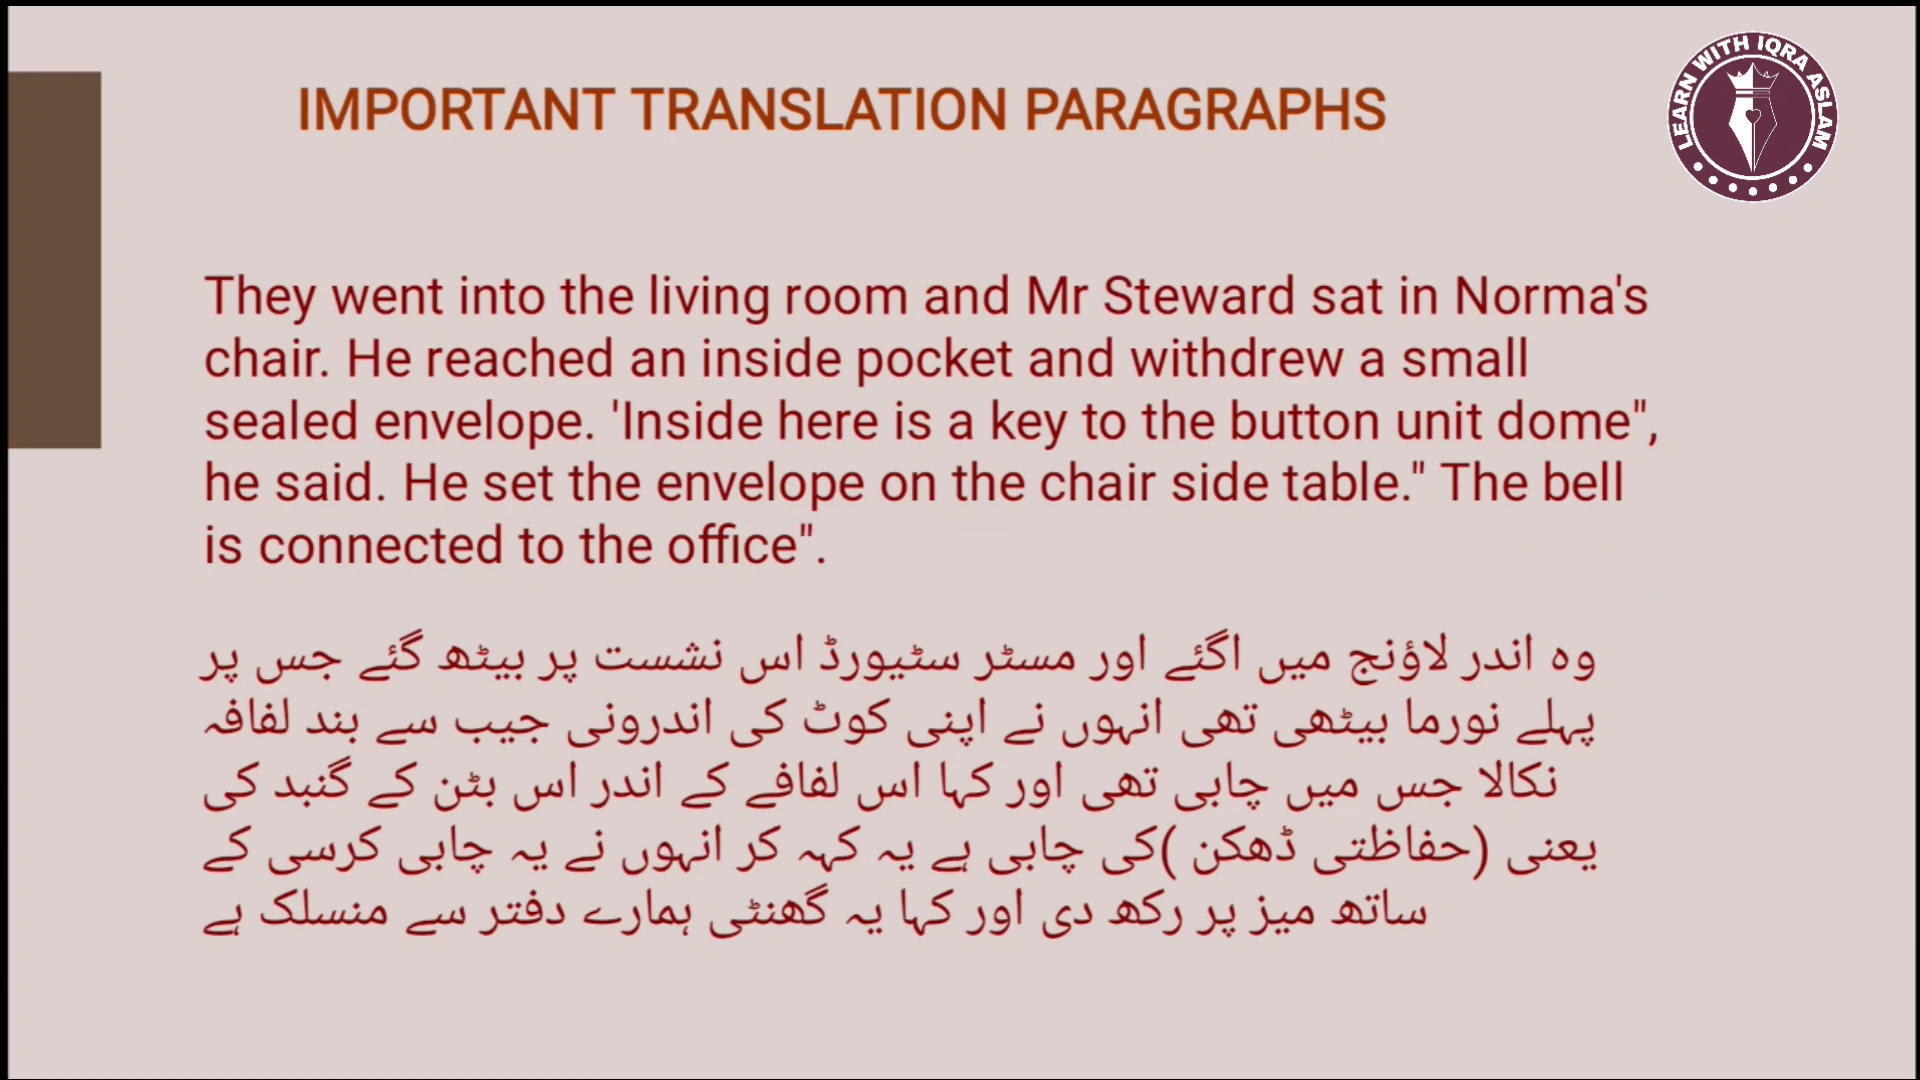 LEARN WITH IQRA ASLAM
IMPORTANT TRANSLATION PARAGRAPHS
They went into the living room and Mr Steward sat in Norma's
chair. He reached an inside pocket and withdrew a small
sealed envelope. 'Inside here is a key to the button unit dome",
he said. He set the envelope on the chair side table." The bell
is connected to the office".
وہ اندر لاؤنج میں اگئے اور مسٹر سٹیورڈ اس نشست پر بیٹھ گئے جس پر
پہلے نورما بیٹھی تھی انہوں نے اپنی کوٹ کی اندرونی جیب سے بند لفافہ
نکالا جس میں چابی تھی اور کہا اس لفافے کے اندر اس بٹن کے گنبد کی
یعنی (حفاظتی ڈھکن )کی چابی ہے یہ کہہ کر انہوں نے یہ چابی کرسی کے
ساتھ میز پر رکھ دی اور کہا یہ گھنٹی ہمارے دفتر سے منسلک ہے